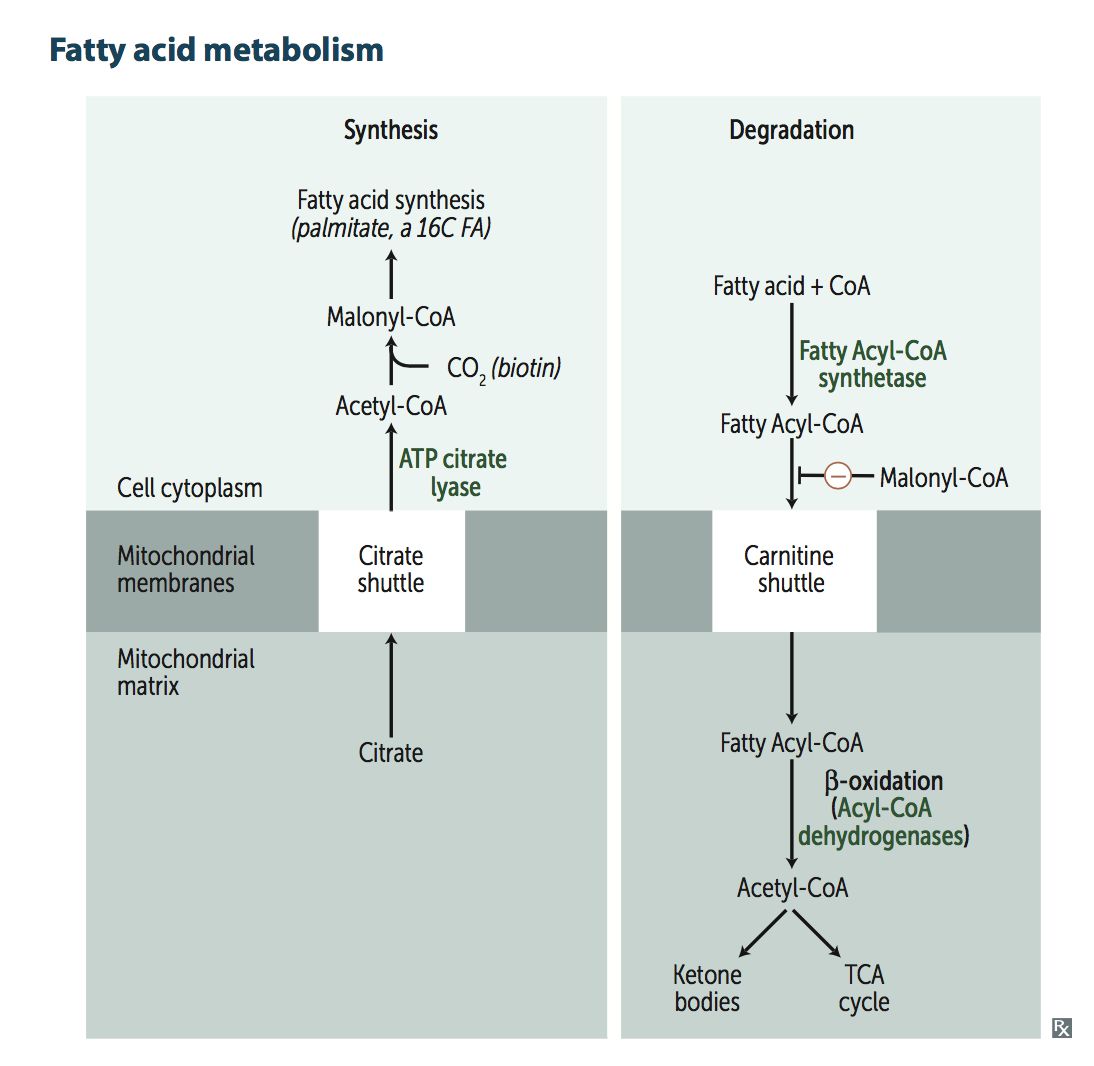 Fatty acid metabolism
Synthesis
Fatty acid synthesis
(palmitate, a 16C FA)
Malonyl-CoA
CO2 (biotin)
Acetyl-CoA
ATP citrate
lyase
Cell cytoplasm
Mitochondrial
membranes
Citrate
shuttle
Mitochondrial
matrix
Citrate
Degradation
Fatty acid + CoA
Fatty Acyl-CoA
synthetase
Fatty Acyl-CoA
− Malonyl-CoA
Carnitine
shuttle
Fatty Acyl-CoA
β-oxidation
(Acyl-CoA
dehydrogenases)
Acetyl-CoA
Ketone
bodies
TCA
cycle
Rx